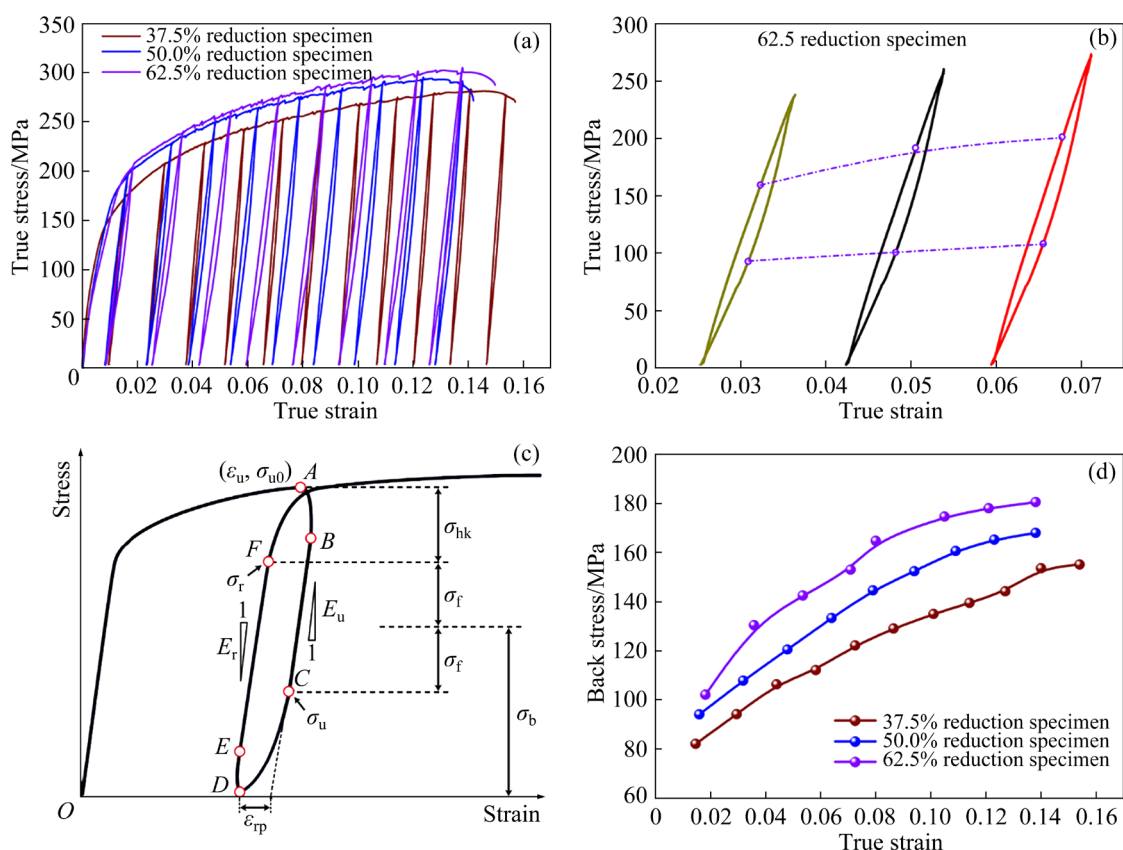 350
300
250
200
150
100
50
0
0.02
0.04
0.06
0.08
0.10
0.12
0.14
0.16
True stress/MPa
True strain
(a)
37.5% reduction specimen
50.0% reduction specimen
62.5% reduction specimen
300
250
200
150
100
50
0
0.02
0.03
0.04
0.05
0.06
0.07
True stress/MPa
True strain
(b)
62.5 reduction specimen
(c)
Stress
(εu, σu0) A
σhk
F
B
σr
σf
1
Er
Eu
1
σf
C
σu
σb
E
D
O
εrp
Strain
200
180
160
140
120
100
80
60
0
0.02
0.04
0.06
0.08
0.10
0.12
0.14
0.16
Back stress/MPa
True strain
(d)
37.5% reduction specimen
50.0% reduction specimen
62.5% reduction specimen